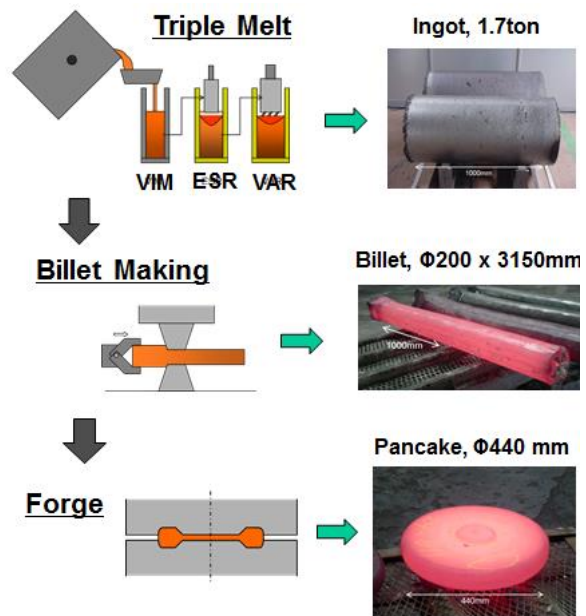 Triple Melt
Ingot, 1.7ton
VIM
ESR
VAR
1000mm
Billet Making
Billet, Φ200 x 3150mm
1000mm
Forge
Pancake, Φ440 mm
440mm